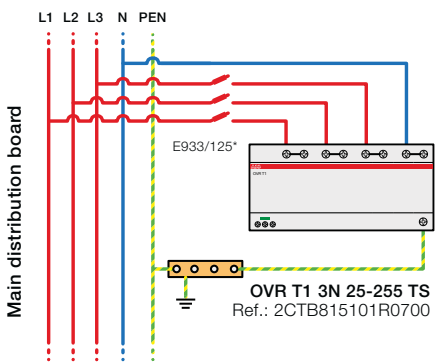 L1 L2 L3 N PEN
Main distribution board
E933/125*
ABB
OVR T1
OVR T1 3N 25-255 TS
Ref.: 2CTB815101R0700